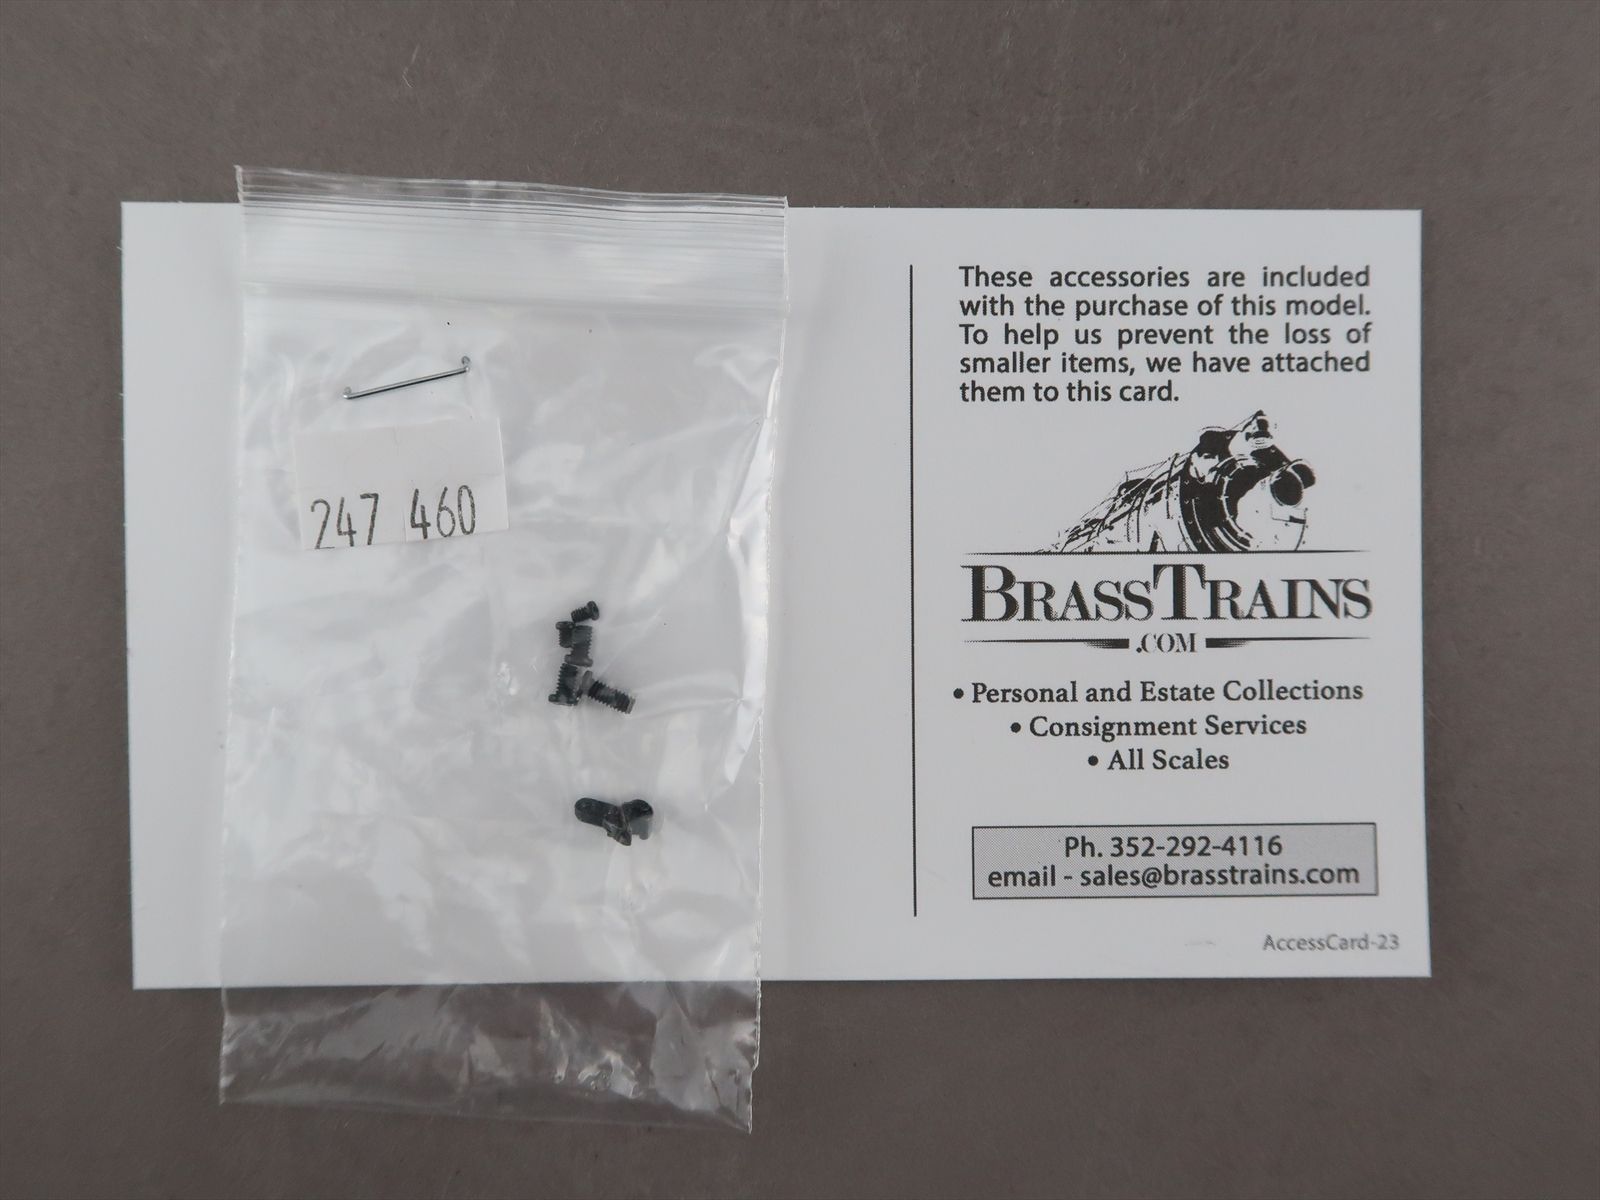 247 460
These accessories are included
with the purchase of this model.
To help us prevent the loss of
smaller items, we have attached
them to this card.
BRASSTRAINS
.COM
• Personal and Estate Collections
• Consignment Services
• All Scales
Ph. 352-292-4116
email - sales@brasstrains.com
AccessCard-23